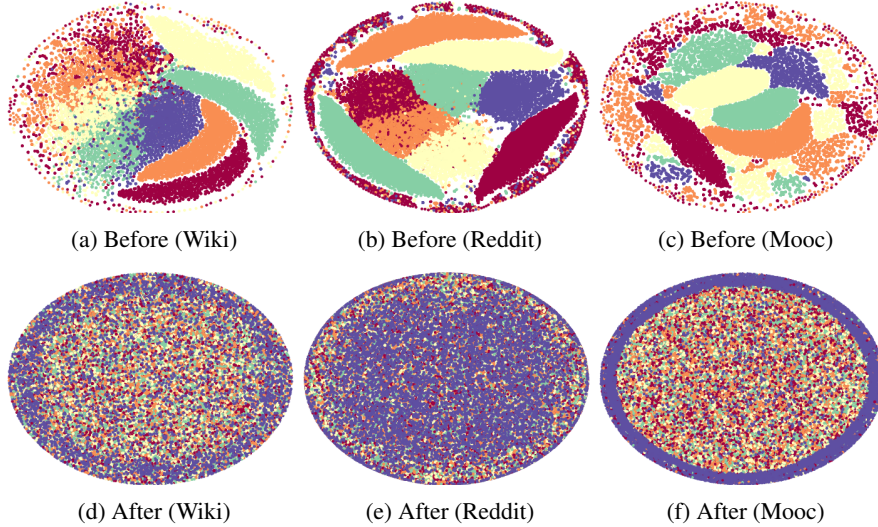 (a) Before (Wiki)
(b) Before (Reddit)
(c) Before (Mooc)
(d) After (Wiki)
(e) After (Reddit)
(f) After (Mooc)